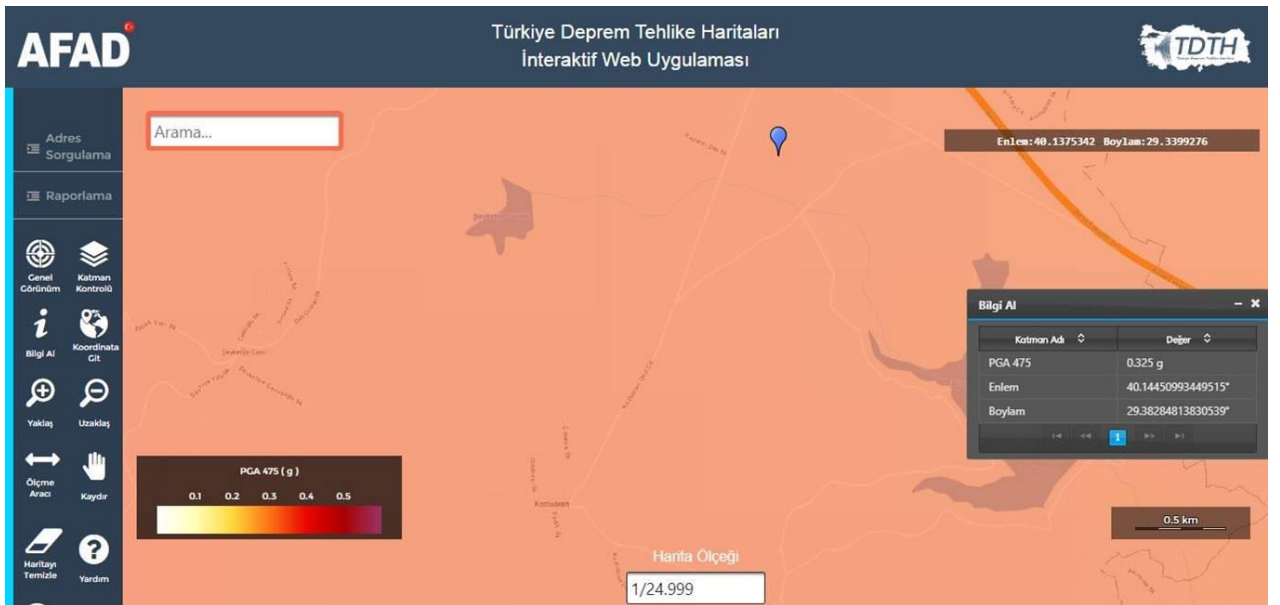 AFAD
Türkiye Deprem Tehlike Haritaları
İnteraktif Web Uygulaması
TDTH
Adres
Sorgulama
Raporlama
Genel
Görünüm
Katman
Kontrolü
Bilgi Al
Koordinata
Git
Yaklaş
Uzaklaş
Ölçme
Aracı
Kaydır
Haritayı
Temizle
Yardım
Arama...
Enlem:40.1375342 Boylam:29.3399276
Bilgi Al
Katman Adı Değer
PGA 475 0.325 g
Enlem 40.14450993449515°
Boylam 29.38284813830539°
1
PGA 475 ( g )
0.1 0.2 0.3 0.4 0.5
Kozluören
0.5 km
Harita Ölçeği
1/24.999